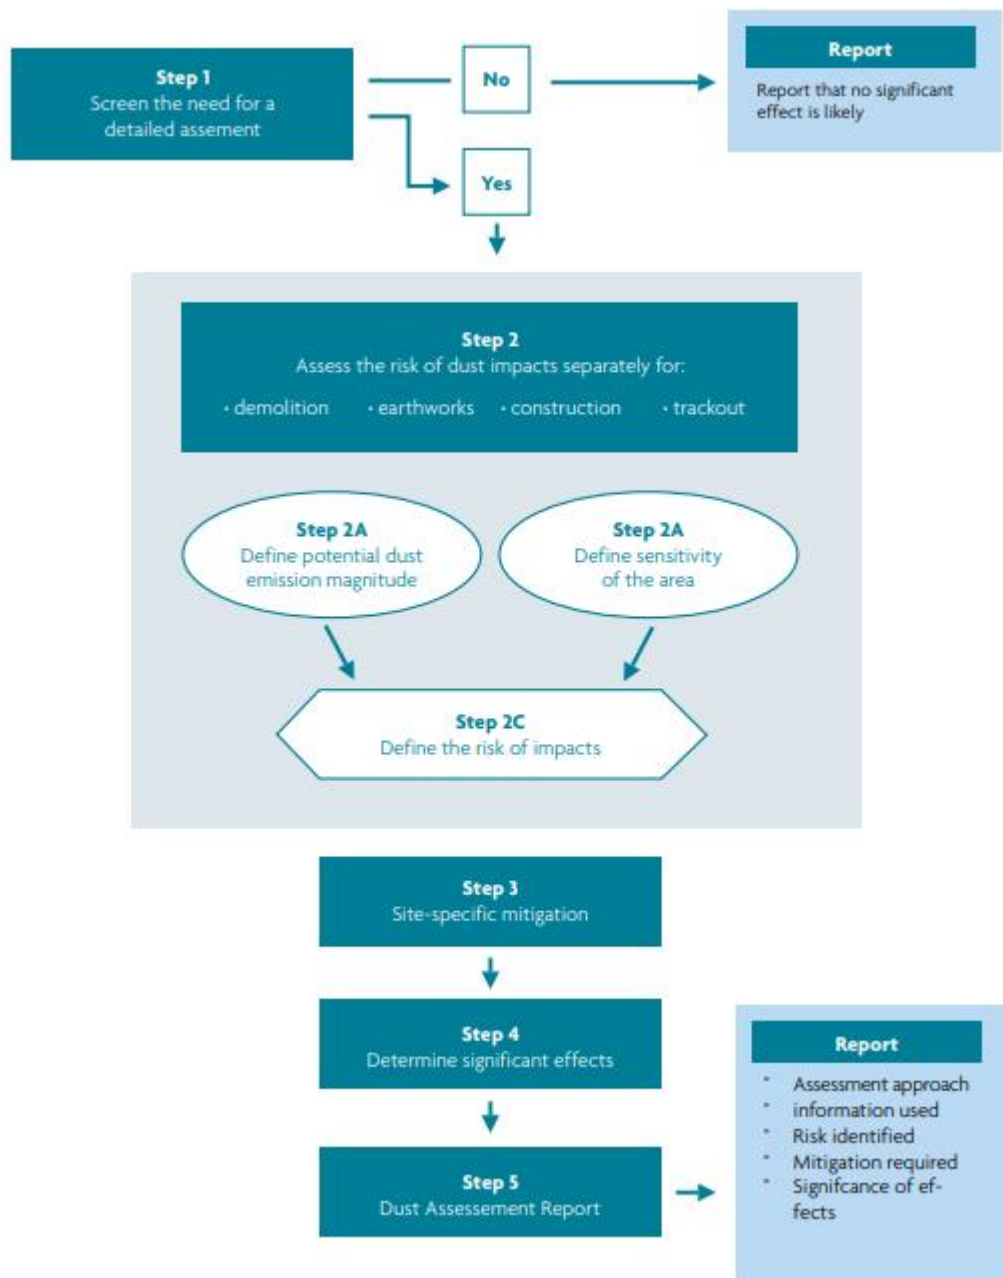 Step 1
Screen the need for a
detailed assement
No
Yes
Report
Report that no significant
effect is likely
Step 2
Assess the risk of dust impacts separately for:
• demolition • earthworks • construction • trackout
Step 2A
Define potential dust
emission magnitude
Step 2A
Define sensitivity
of the area
Step 2C
Define the risk of impacts
Step 3
Site-specific mitigation
Step 4
Determine significant effects
Step 5
Dust Assessement Report
Report
* Assessment approach
* information used
* Risk identified
* Mitigation required
* Signifcance of ef-
fects